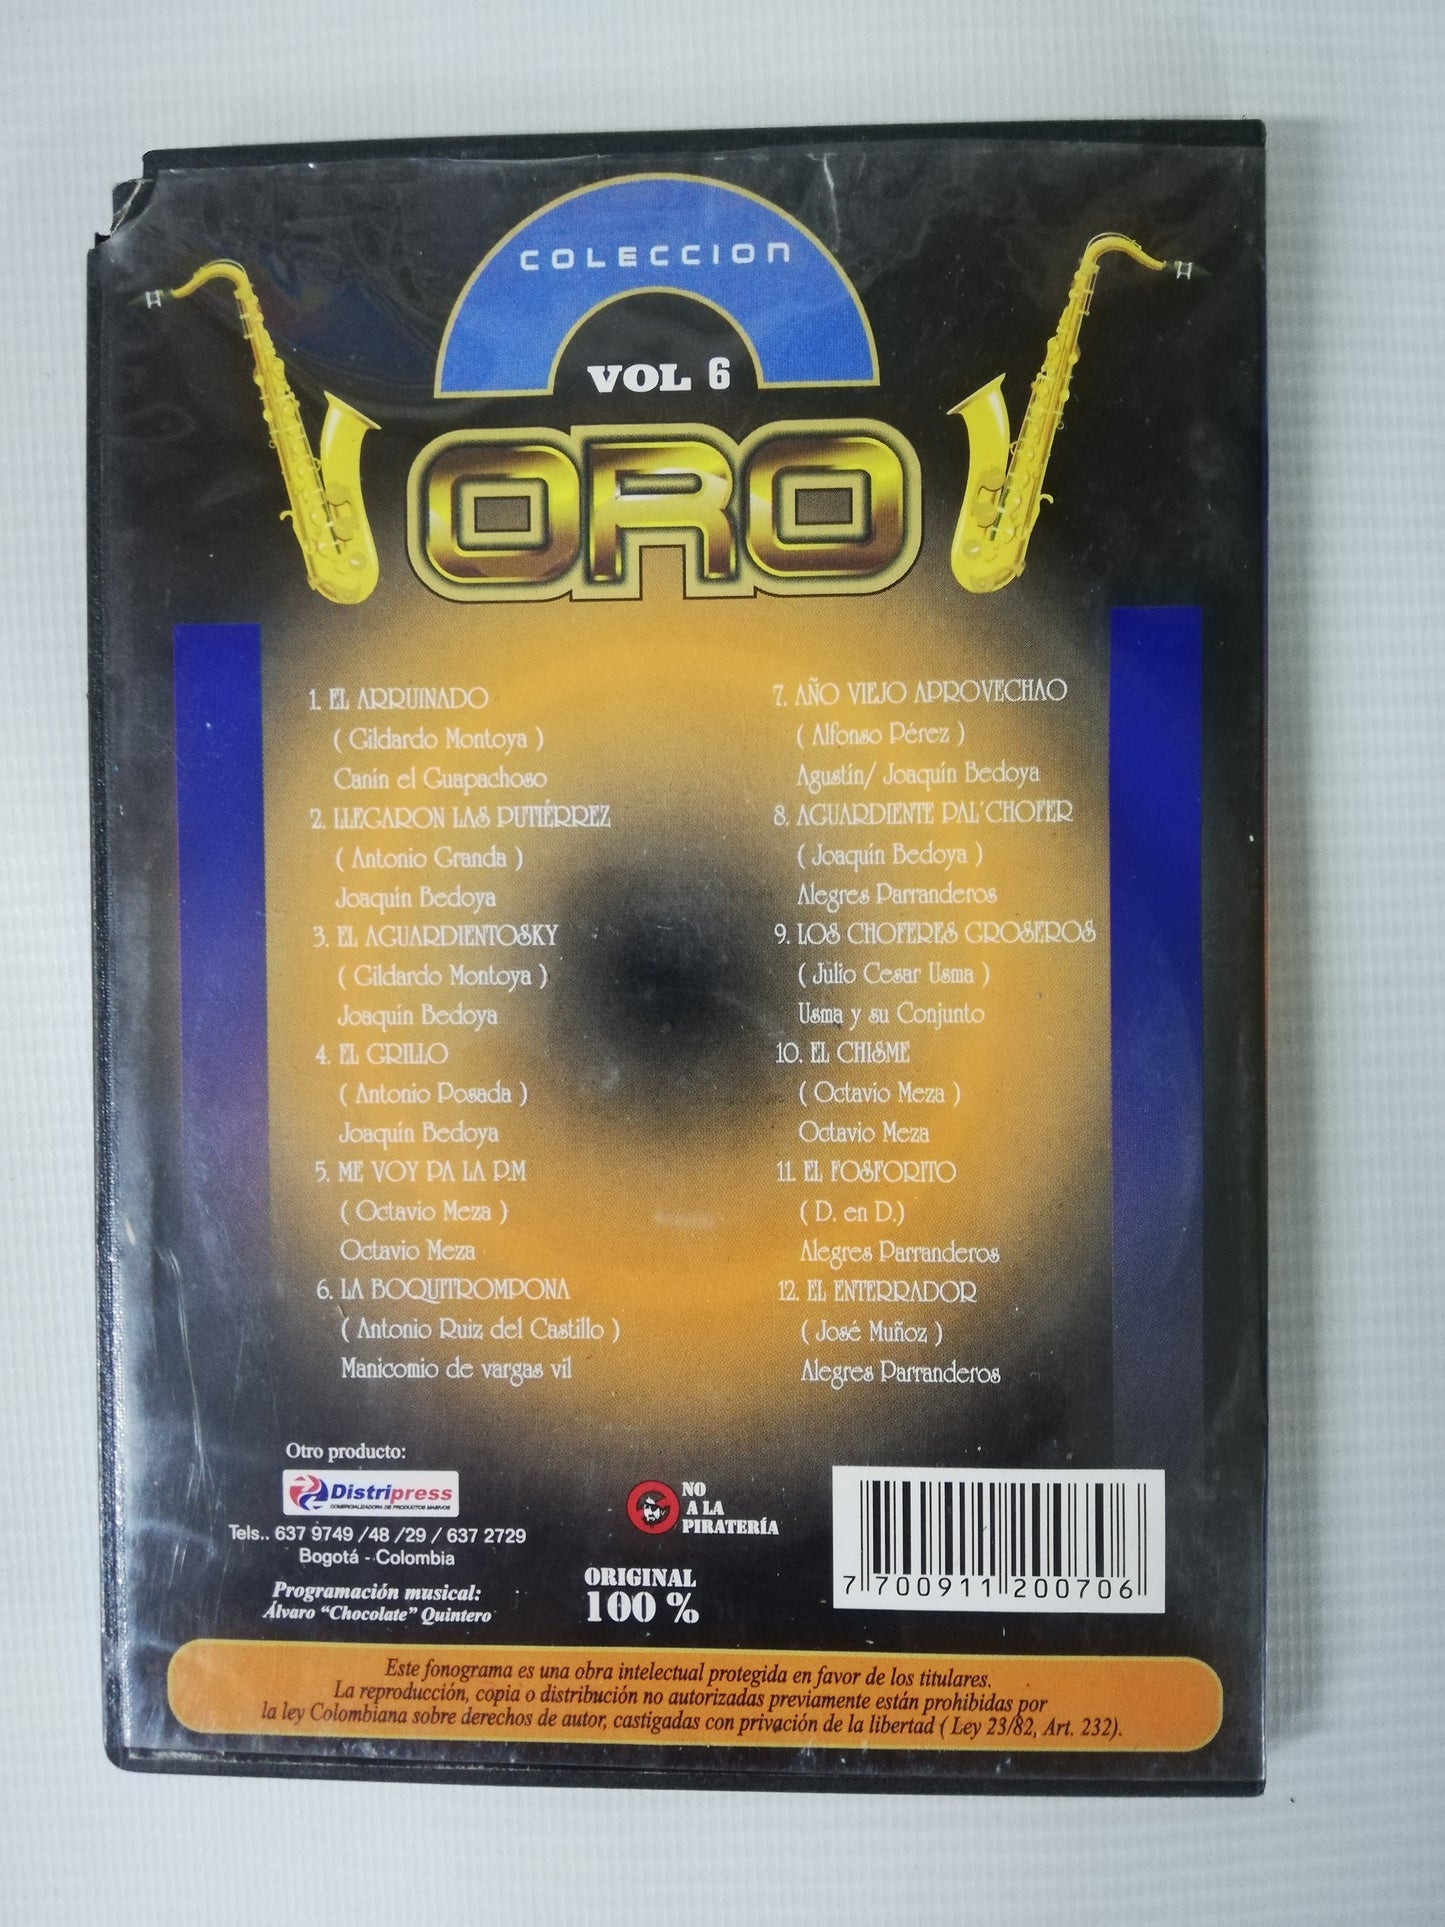 COLECCION
VOL 6
ORO
1. EL ARRUINADO
( Gildardo Montoya )
Canín el Guapachoso
2. LLEGARON LAS PUTIÉRREZ
( Antonio Granda )
Joaquín Bedoya
3. EL AGUARDIENTOSKY
( Gildardo Montoya )
Joaquín Bedoya
4. EL GRILLO
( Antonio Posada )
Joaquín Bedoya
5. ME VOY PA LA P.M
( Octavio Meza )
Octavio Meza
6. LA BOQUITROMPONA
( Antonio Ruiz del Castillo )
Manicomio de vargas vil
7. AÑO VIEJO APROVECHAO
( Alfonso Pérez )
Agustín/ Joaquín Bedoya
8. AGUARDIENTE PAL'CHOFER
( Joaquín Bedoya )
Alegres Parranderos
9. LOS CHOFERES GROSEROS
( Julio Cesar Usma )
Usma y su Conjunto
10. EL CHISME
( Octavio Meza )
Octavio Meza
11. EL FOSFORITO
( D. en D.)
Alegres Parranderos
12. EL ENTERRADOR
( José Muñoz )
Alegres Parranderos
Otro producto:
Distripress
COMERCIALIZADORA DE PRODUCTOS MASIVOS
Tels.. 637 9749 /48 /29 / 637 2729
Bogotá - Colombia
Programación musical:
Álvaro “Chocolate” Quintero
NO
A LA
PIRATERÍA
ORIGINAL
100 %
7 700911 200706
Este fonograma es una obra intelectual protegida en favor de los titulares.
La reproducción, copia o distribución no autorizadas previamente están prohibidas por
la ley Colombiana sobre derechos de autor, castigadas con privación de la libertad ( Ley 23/82, Art. 232).